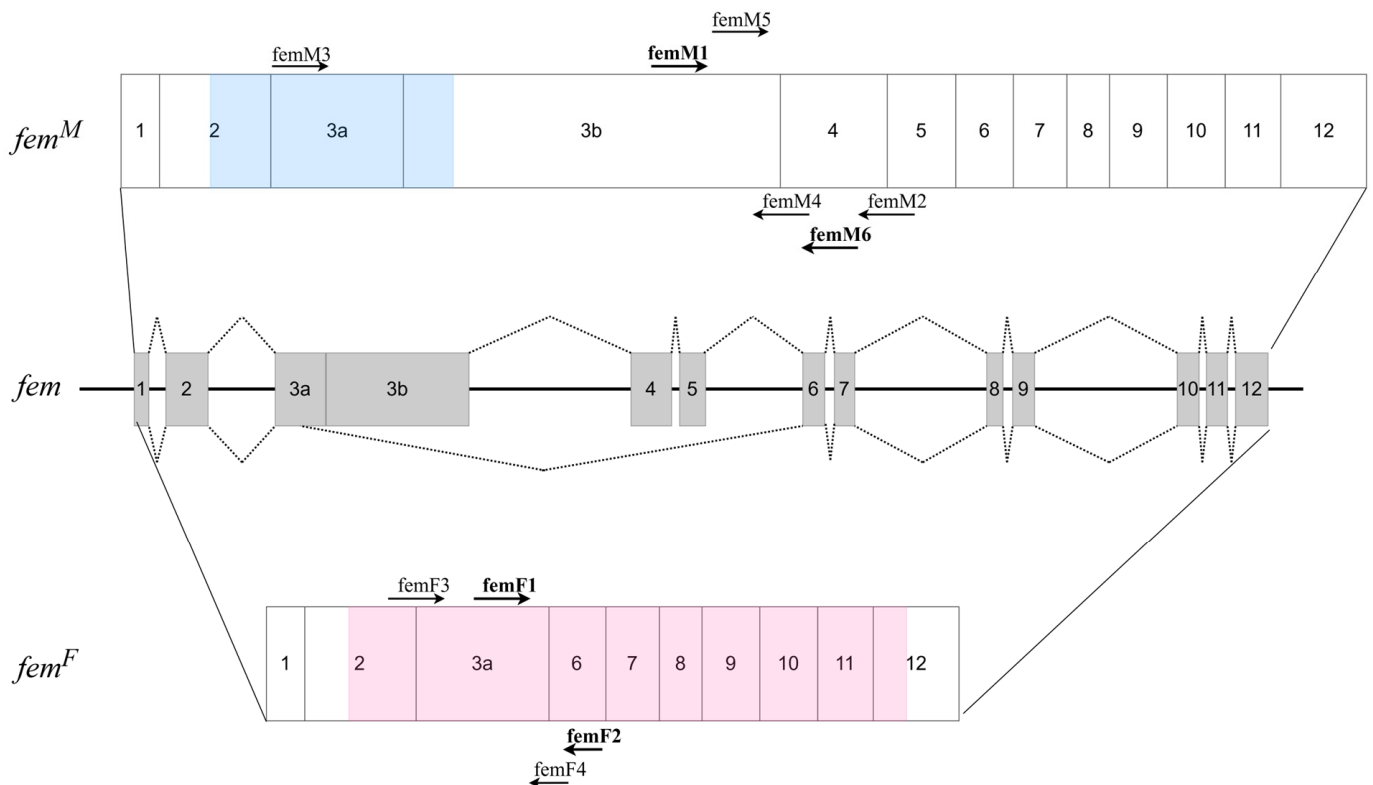 femM5
femM3 femM1
fem^M 1 2 3a 3b 4 5 6 7 8 9 10 11 12
femM4 femM2
femM6
fem 1 2 3a 3b 4 5 6 7 8 9 10 11 12
femF3 femF1
fem^F 1 2 3a 6 7 8 9 10 11 12
femF2
femF4